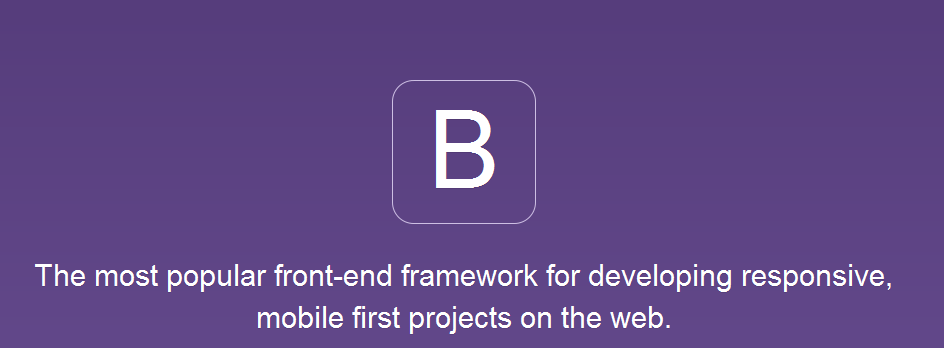 B
The most popular front-end framework for developing responsive,
mobile first projects on the web.